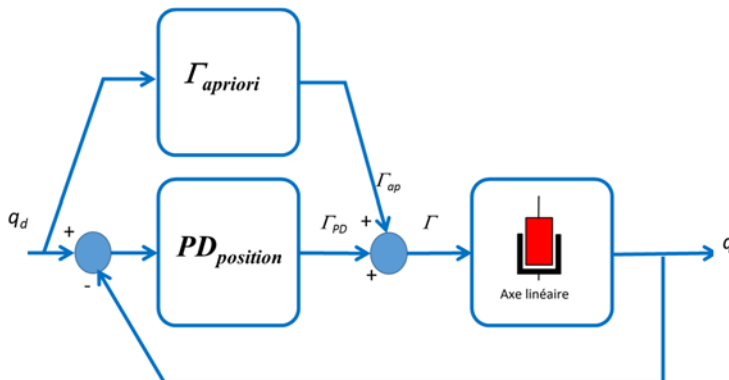 Γapriori
Γap
qd
+
-
PDposition
ΓPD
+
+
Γ
Axe linéaire
q